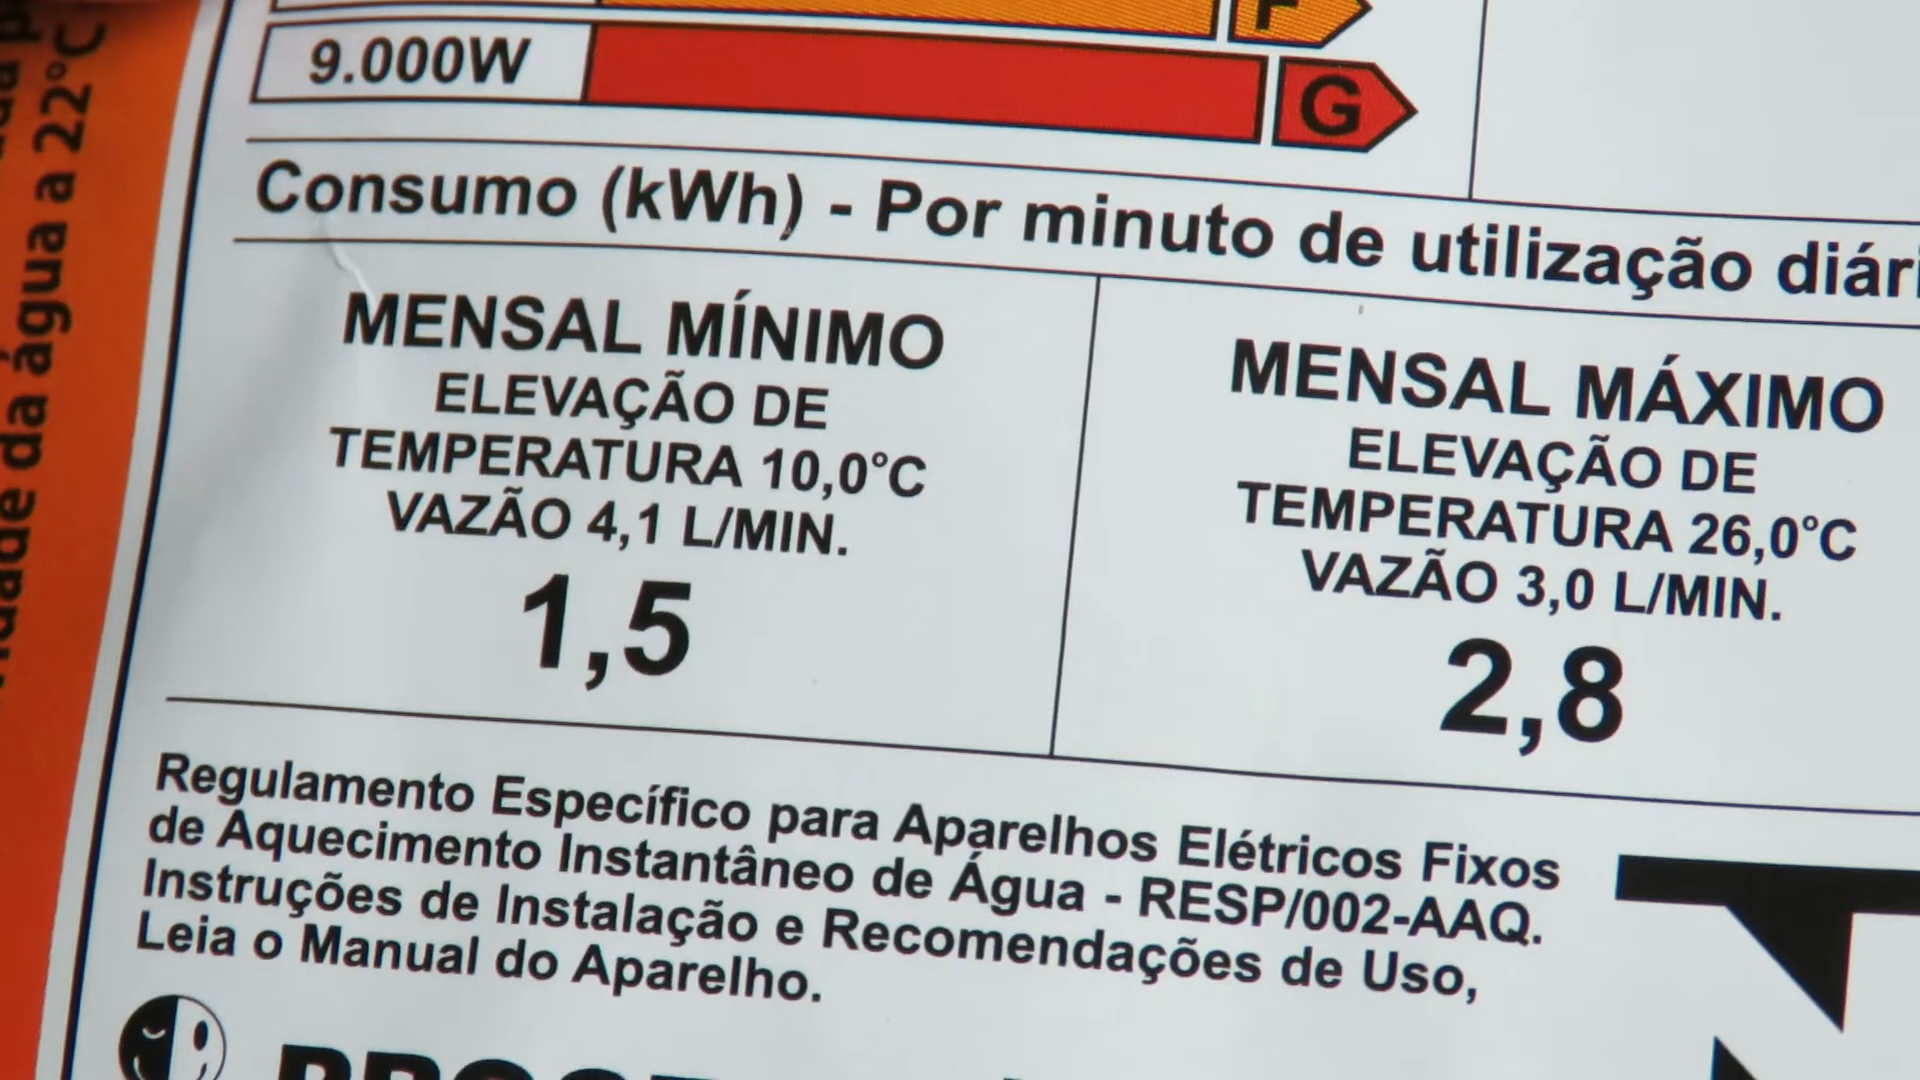 F
9.000W
G
Consumo (kWh) - Por minuto de utilização diári
MENSAL MÍNIMO
ELEVAÇÃO DE
TEMPERATURA 10,0°C
VAZÃO 4,1 L/MIN.
1,5
MENSAL MÁXIMO
ELEVAÇÃO DE
TEMPERATURA 26,0°C
VAZÃO 3,0 L/MIN.
2,8
Regulamento Específico para Aparelhos Elétricos Fixos
de Aquecimento Instantâneo de Água - RESP/002-AAQ.
Instruções de Instalação e Recomendações de Uso,
Leia o Manual do Aparelho.
da água a 22°C